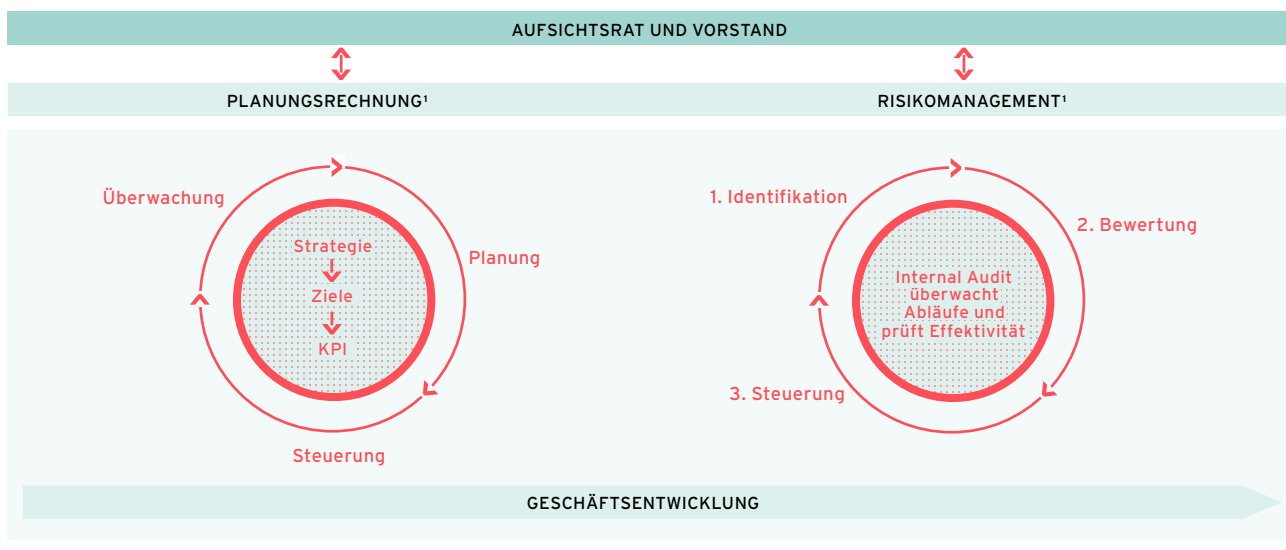 AUFSICHTSRAT UND VORSTAND
PLANUNGSRECHNUNG¹
RISIKOMANAGEMENT¹
Überwachung
Strategie
Ziele
KPI
Planung
Steuerung
1. Identifikation
2. Bewertung
Internal Audit
überwacht
Abläufe und
prüft Effektivität
3. Steuerung
GESCHÄFTSENTWICKLUNG